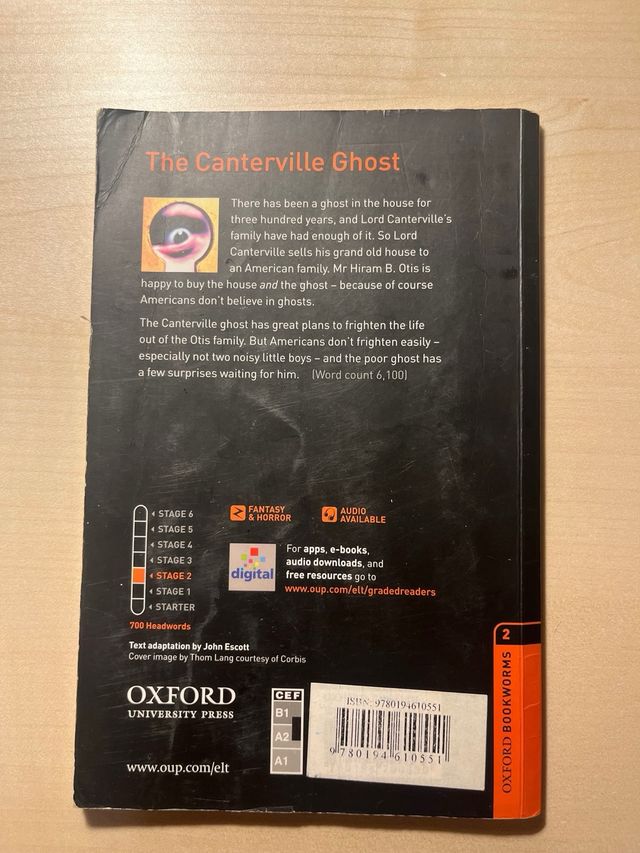 The Canterville Ghost
There has been a ghost in the house for
three hundred years, and Lord Canterville's
family have had enough of it. So Lord
Canterville sells his grand old house to
an American family. Mr Hiram B. Otis is
happy to buy the house and the ghost – because of course
Americans don't believe in ghosts.
The Canterville ghost has great plans to frighten the life
out of the Otis family. But Americans don't frighten easily –
especially not two noisy little boys – and the poor ghost has
a few surprises waiting for him. (Word count 6,100)
STAGE 6
STAGE 5
STAGE 4
STAGE 3
STAGE 2
STAGE 1
STARTER
700 Headwords
FANTASY
& HORROR
AUDIO
AVAILABLE
digital
For apps, e-books,
audio downloads, and
free resources go to
www.oup.com/elt/gradedreaders
Text adaptation by John Escott
Cover image by Thom Lang courtesy of Corbis
OXFORD
UNIVERSITY PRESS
www.oup.com/elt
CEF
B1
A2
A1
ISBN: 9780194610551
9 780194 610551
2
OXFORD BOOKWORMS